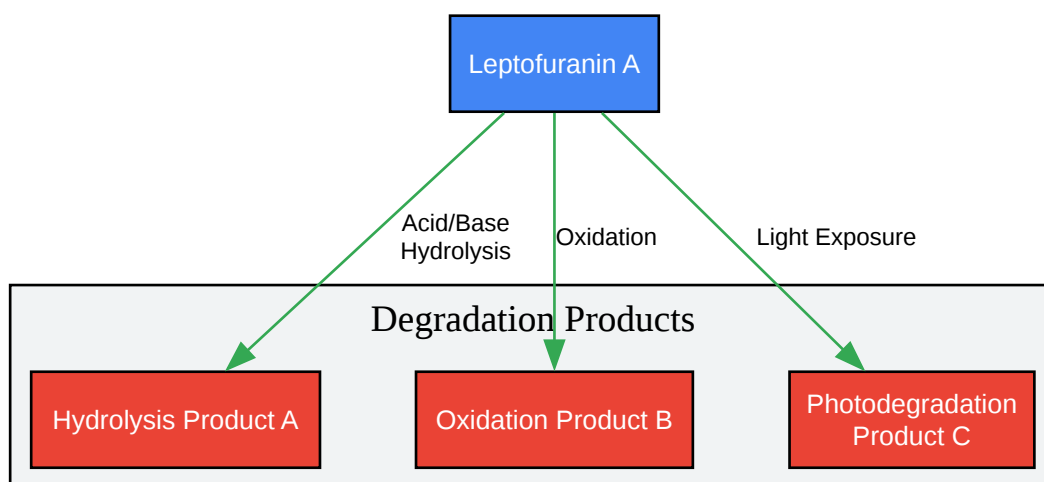 Leptofuranin A
Acid/Base
Hydrolysis
Oxidation
Light Exposure
Degradation Products
Hydrolysis Product A
Oxidation Product B
Photodegradation
Product C